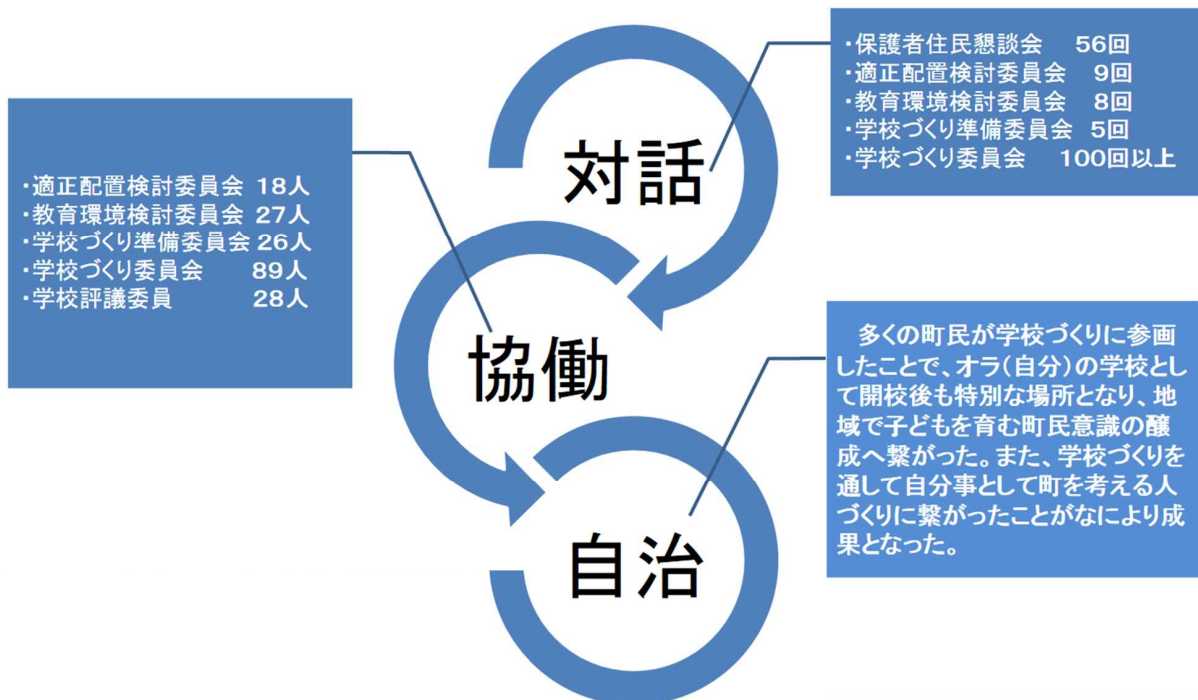 対話
・保護者住民懇談会 56回
・適正配置検討委員会 9回
・教育環境検討委員会 8回
・学校づくり準備委員会 5回
・学校づくり委員会 100回以上
協働
・適正配置検討委員会 18人
・教育環境検討委員会 27人
・学校づくり準備委員会 26人
・学校づくり委員会 89人
・学校評議委員 28人
自治
多くの町民が学校づくりに参画
したことで、オラ(自分)の学校とし
て開校後も特別な場所となり、地
域で子どもを育む町民意識の醸
成へ繋がった。また、学校づくりを
通して自分事として町を考える人
づくりに繋がったことがなにより成
果となった。